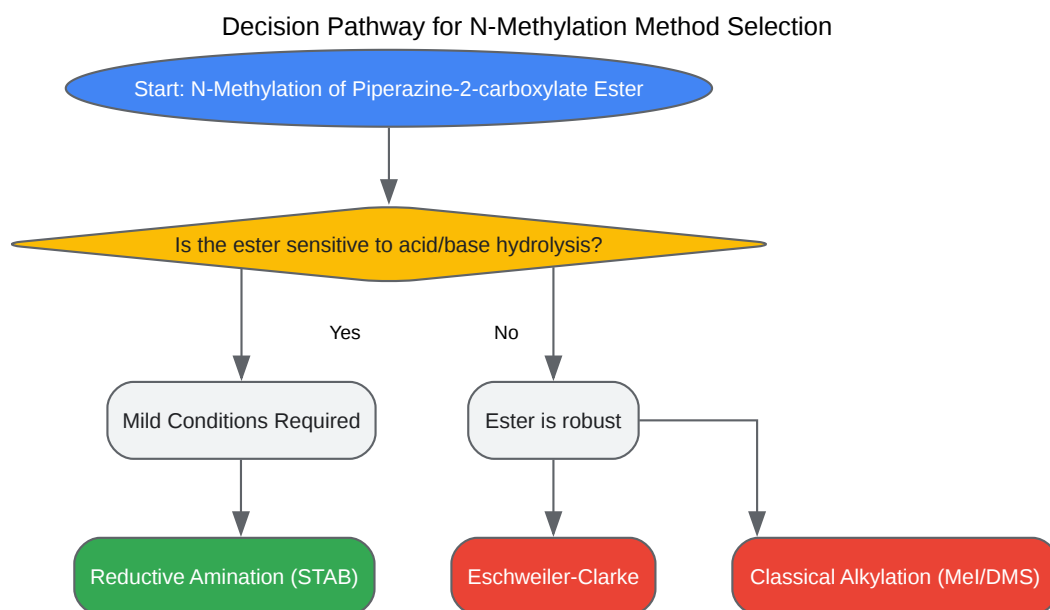 Decision Pathway for N-Methylation Method Selection
Start: N-Methylation of Piperazine-2-carboxylate Ester
Is the ester sensitive to acid/base hydrolysis?
Yes
No
Mild Conditions Required
Ester is robust
Reductive Amination (STAB)
Eschweiler-Clarke
Classical Alkylation (MeI/DMS)